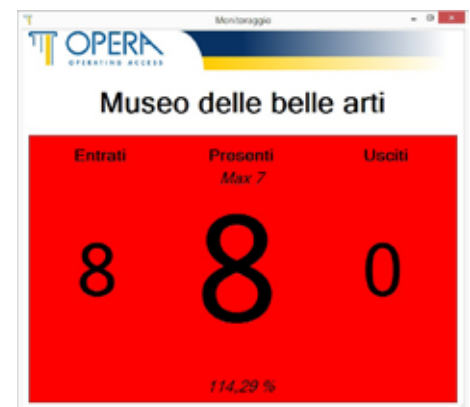 Monitoraggio
OPERA
OPERATING ACCESS
Museo delle belle arti
Entrati Presenti Usciti
Max 7
8 8 0
114,29 %